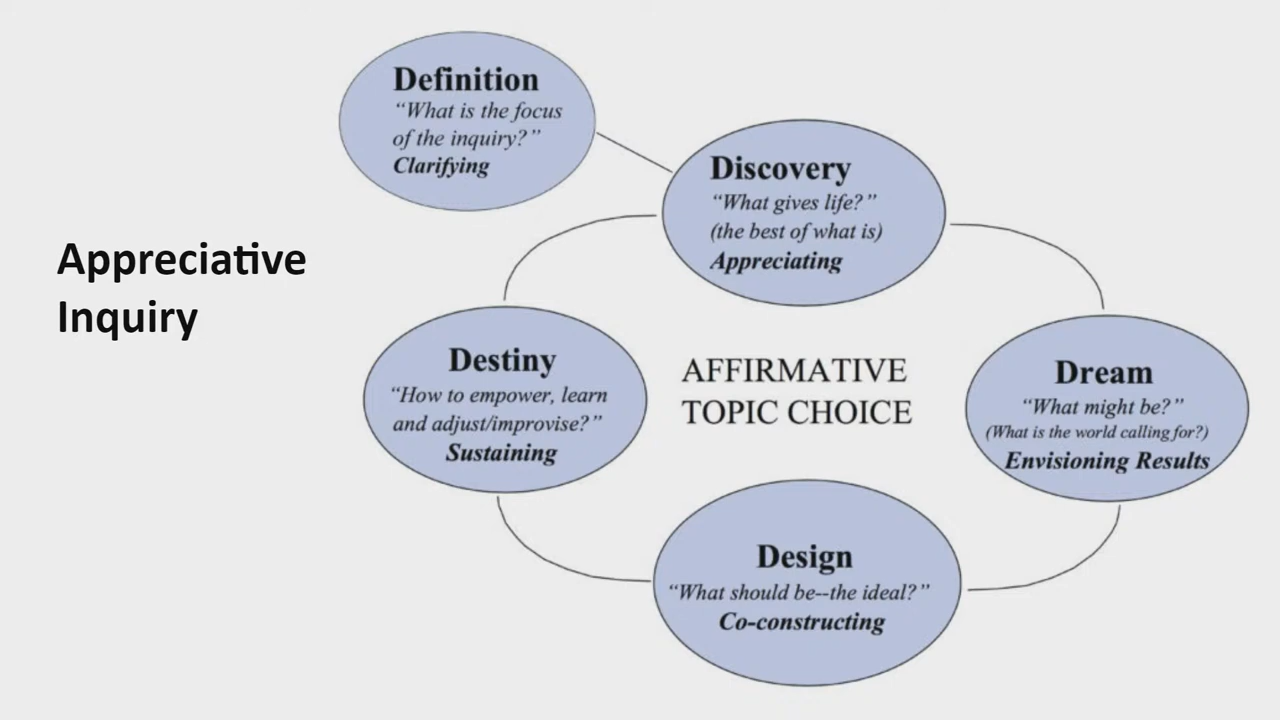 Appreciative
Inquiry
Definition
“What is the focus
of the inquiry?”
Clarifying
Discovery
“What gives life?”
(the best of what is)
Appreciating
Destiny
“How to empower, learn
and adjust/improvise?”
Sustaining
AFFIRMATIVE
TOPIC CHOICE
Dream
“What might be?”
(What is the world calling for?)
Envisioning Results
Design
“What should be--the ideal?”
Co-constructing